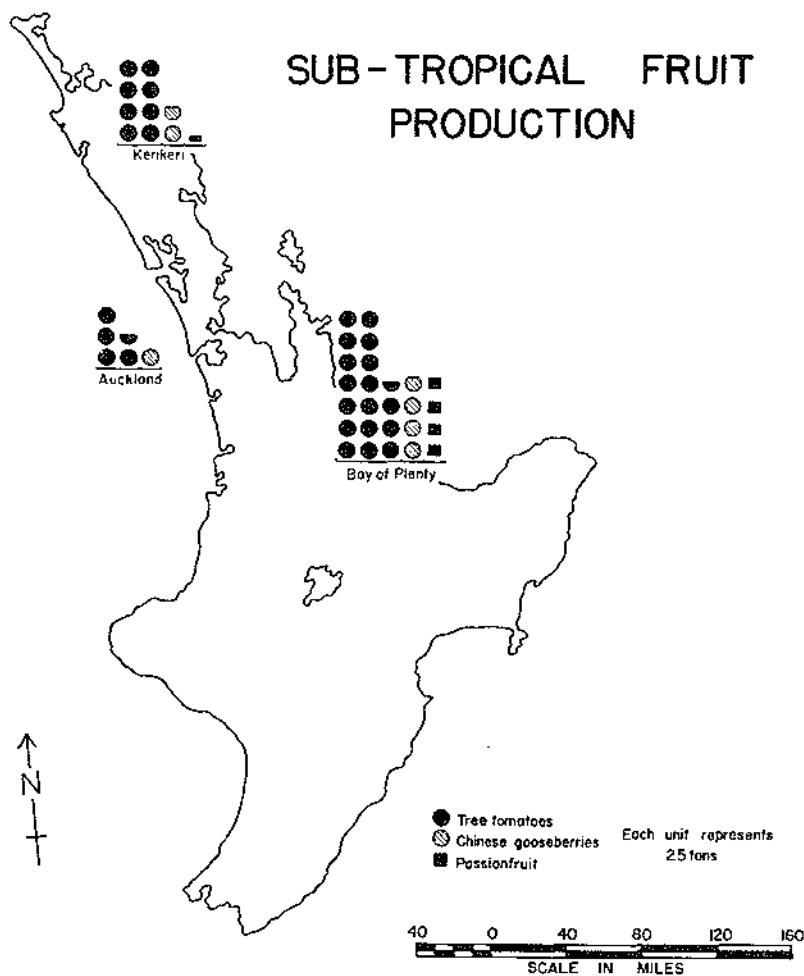 SUB-TROPICAL FRUIT
PRODUCTION
Kerikeri
Auckland
Bay of Plenty
N
Tree tomatoes
Chinese gooseberries
Passionfruit
Each unit represents
25 tons
40 0 40 80 120 160
SCALE IN MILES